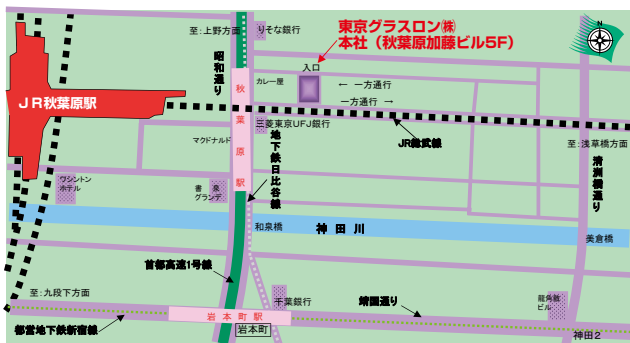 東京グラスロン㈱
本社（秋葉原加藤ビル5F）
N
至:上野方面
りそな銀行
昭和通り
入口
カレー屋
← 一方通行
一方通行 →
秋葉原駅
JR秋葉原駅
三菱東京UFJ銀行
マクドナルド
JR総武線
至:浅草橋方面
地下鉄日比谷線
清洲橋通り
ワシントン
ホテル
書泉
グランデ
和泉橋
神田川
美倉橋
首都高速1号線
至:九段下方面
千葉銀行
靖国通り
龍角散
ビル
岩本町駅
都営地下鉄新宿線
岩本町
神田2